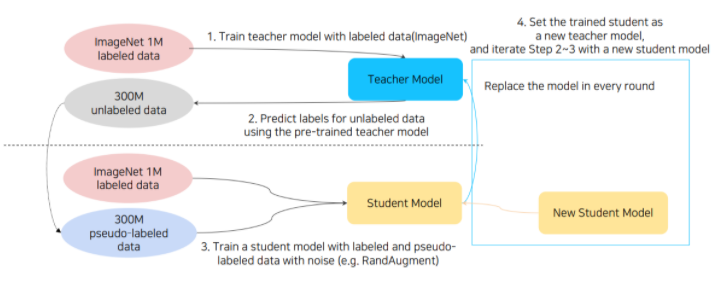 ImageNet 1M
labeled data
1. Train teacher model with labeled data(ImageNet)
4. Set the trained student as
a new teacher model,
and iterate Step 2~3 with a new student model
Teacher Model
Replace the model in every round
300M
unlabeled data
2. Predict labels for unlabeled data
using the pre-trained teacher model
ImageNet 1M
labeled data
Student Model
New Student Model
300M
pseudo-labeled
data
3. Train a student model with labeled and pseudo-
labeled data with noise (e.g. RandAugment)